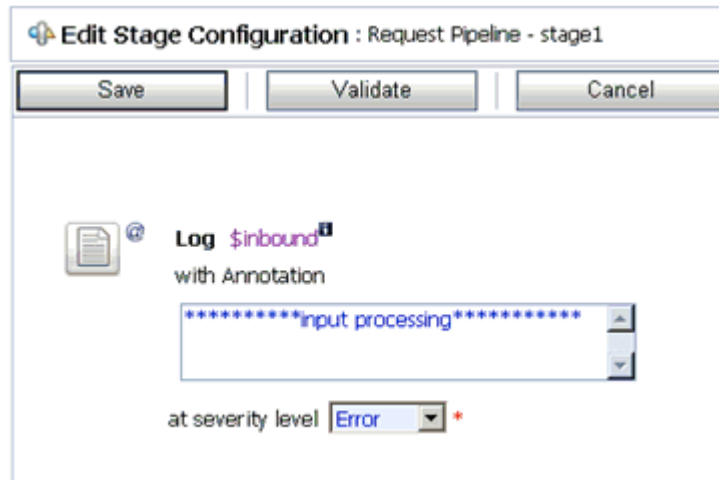 Edit Stage Configuration : Request Pipeline - stage1
Save Validate Cancel
@ Log $inbound
with Annotation
**********input processing***********
at severity level Error *